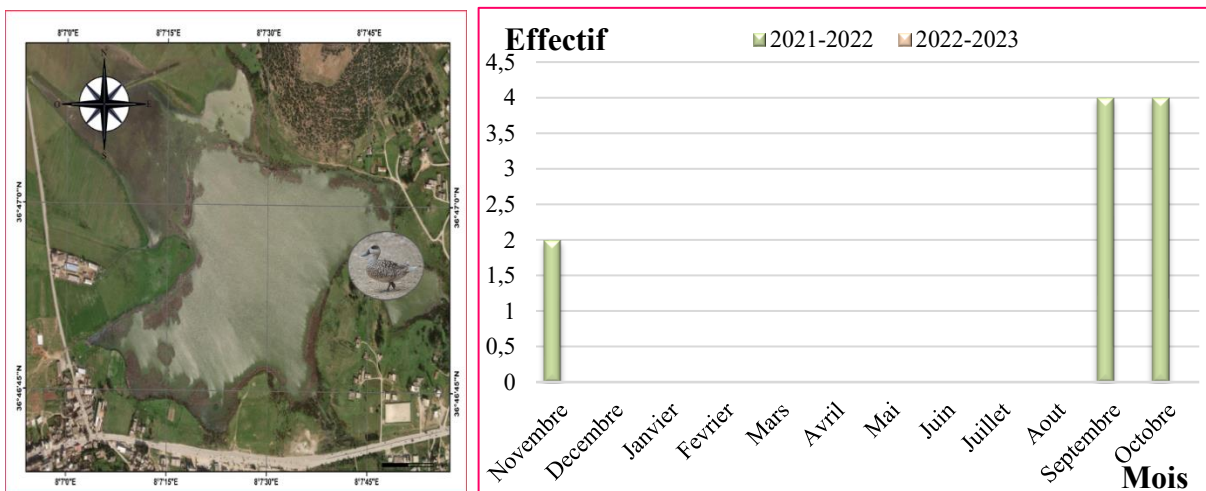 8°7'0"E 8°7'15"E 8°7'30"E 8°7'45"E
N
O E
S
36°47'0"N 36°47'0"N
36°46'45"N 36°46'45"N
8°7'0"E 8°7'15"E 8°7'30"E 8°7'45"E
Effectif
2021-2022 2022-2023
4,5
4
3,5
3
2,5
2
1,5
1
0,5
0
Novembre
Decembre
Janvier
Fevrier
Mars
Avril
Mai
Juin
Juillet
Aout
Septembre
Octobre
Mois